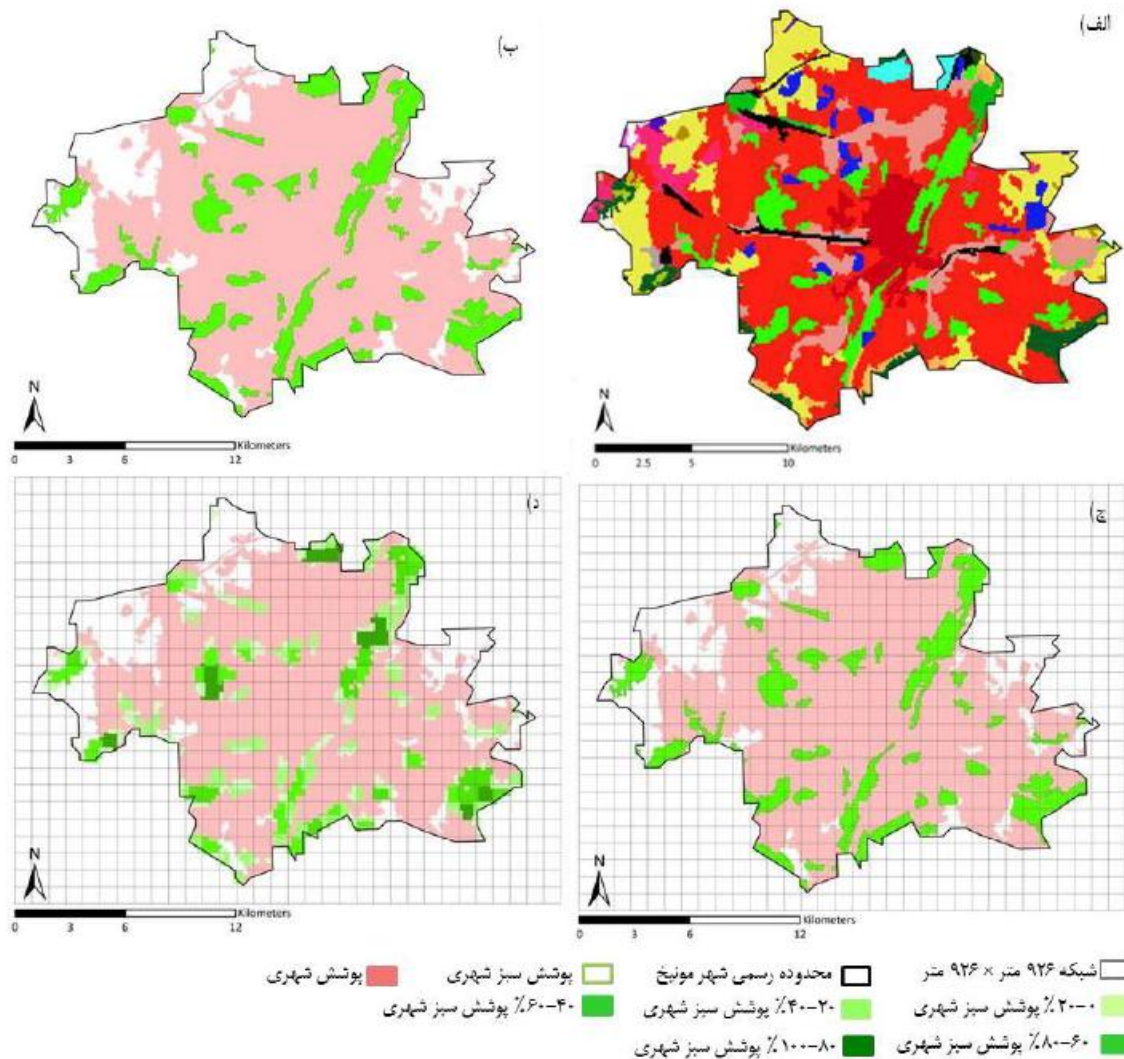 الف)
ب)
N
Kilometers
0 2.5 5 10
N
Kilometers
0 3 6 12
ج)
د)
N
Kilometers
0 3 6 12
N
Kilometers
0 3 6 12
شبکه ۹۲۶ متر × ۹۲۶ متر
محدوده رسمی شهر مونیخ
پوشش سبز شهری
پوشش شهری
۰-۲۰٪ پوشش سبز شهری
۲۰-۴۰٪ پوشش سبز شهری
۴۰-۶۰٪ پوشش سبز شهری
۶۰-۸۰٪ پوشش سبز شهری
۸۰-۱۰۰٪ پوشش سبز شهری